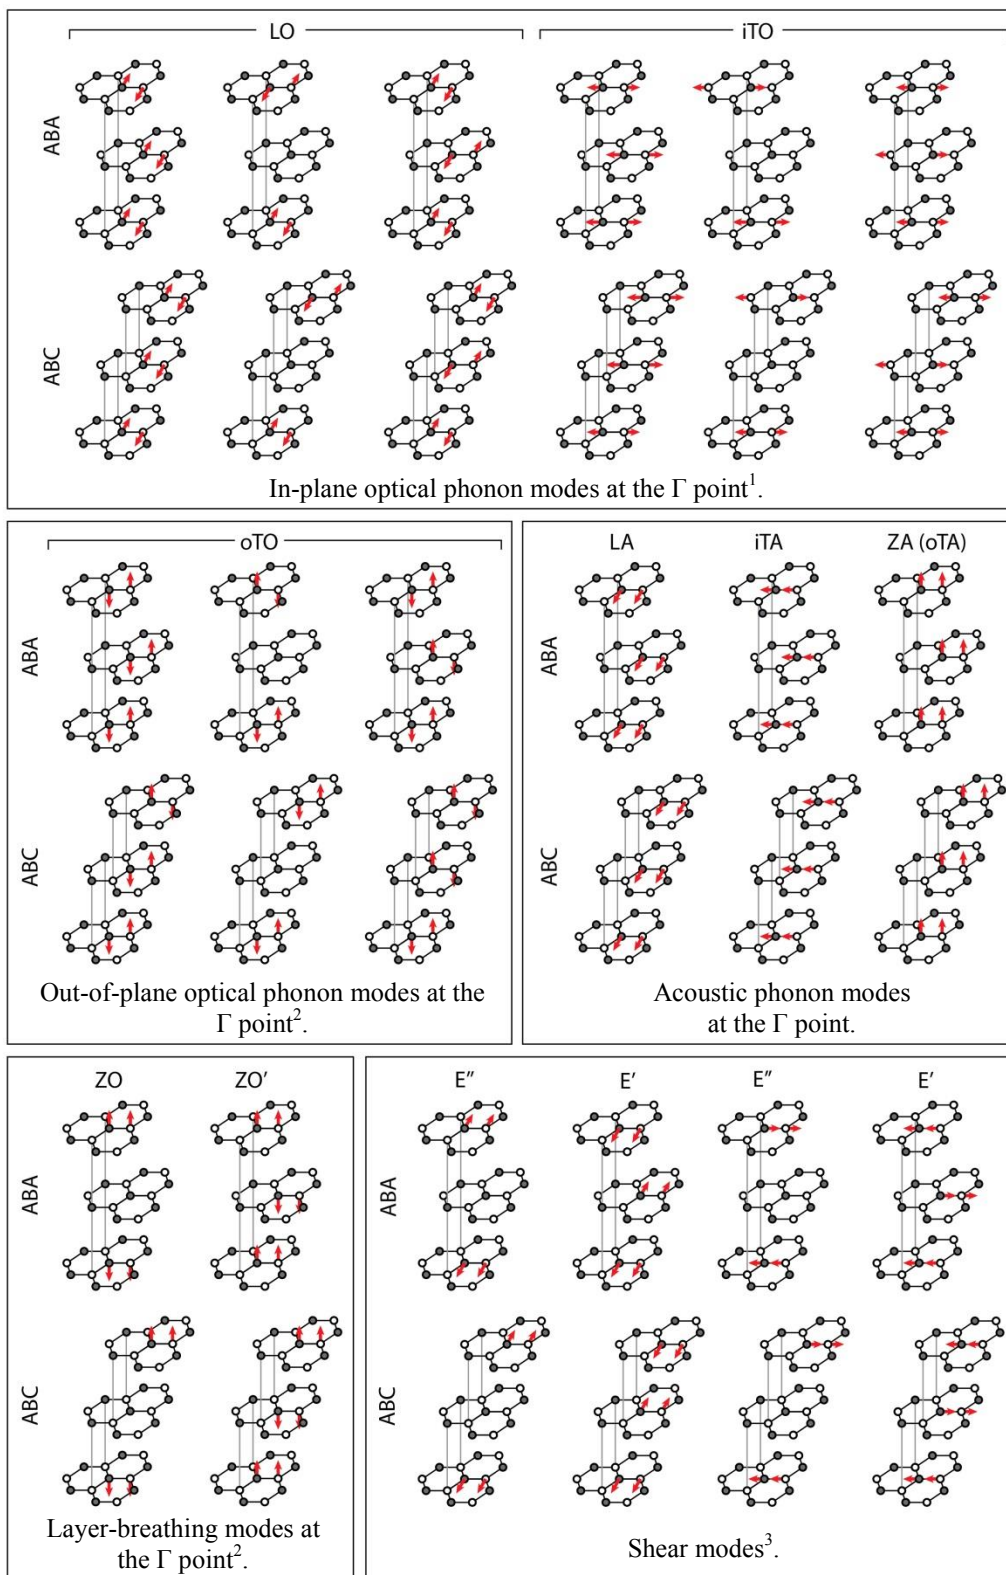 LO iTO
ABA
ABC
In-plane optical phonon modes at the Γ point¹.
oTO
ABA
ABC
Out-of-plane optical phonon modes at the
Γ point².
LA iTA ZA (oTA)
ABA
ABC
Acoustic phonon modes
at the Γ point.
ZO ZO′
ABA
ABC
Layer-breathing modes at
the Γ point².
E″ E′ E″ E′
ABA
ABC
Shear modes³.